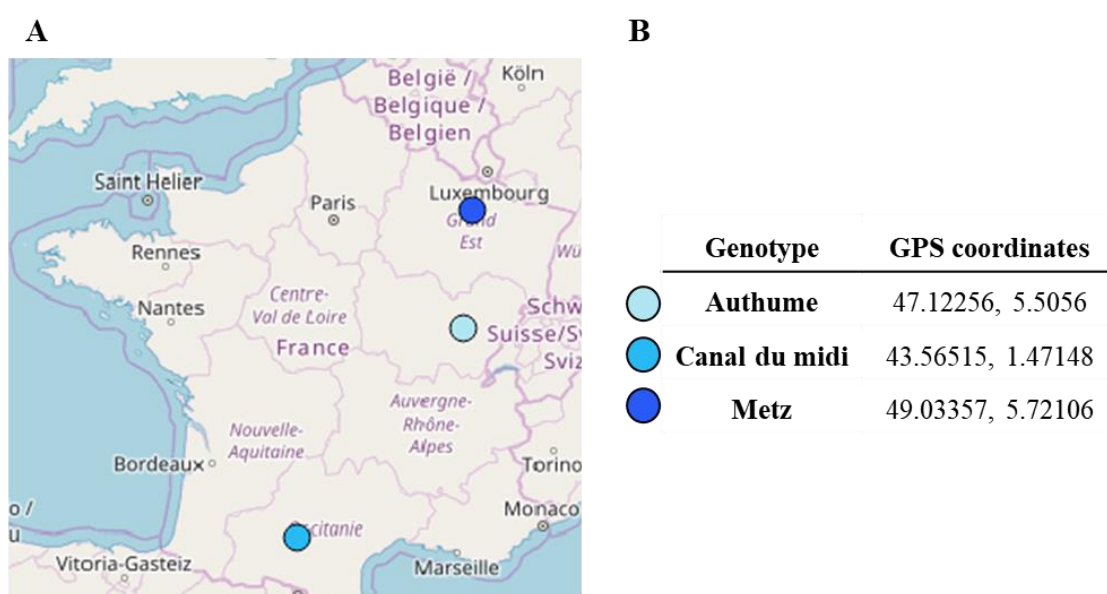 A
België /
Belgique /
Belgien
Köln
Saint Helier
Paris
Luxembourg
Grand
Est
Rennes
Nantes
Centre-
Val de Loire
France
Schw
Suisse/Sv
Sviz
Auvergne-
Rhône-
Alpes
Nouvelle-
Aquitaine
Bordeaux
Torino
Monaco
o /
u
Vitoria-Gasteiz
Marseille
B
Genotype GPS coordinates
Authume 47.12256, 5.5056
Canal du midi 43.56515, 1.47148
Metz 49.03357, 5.72106